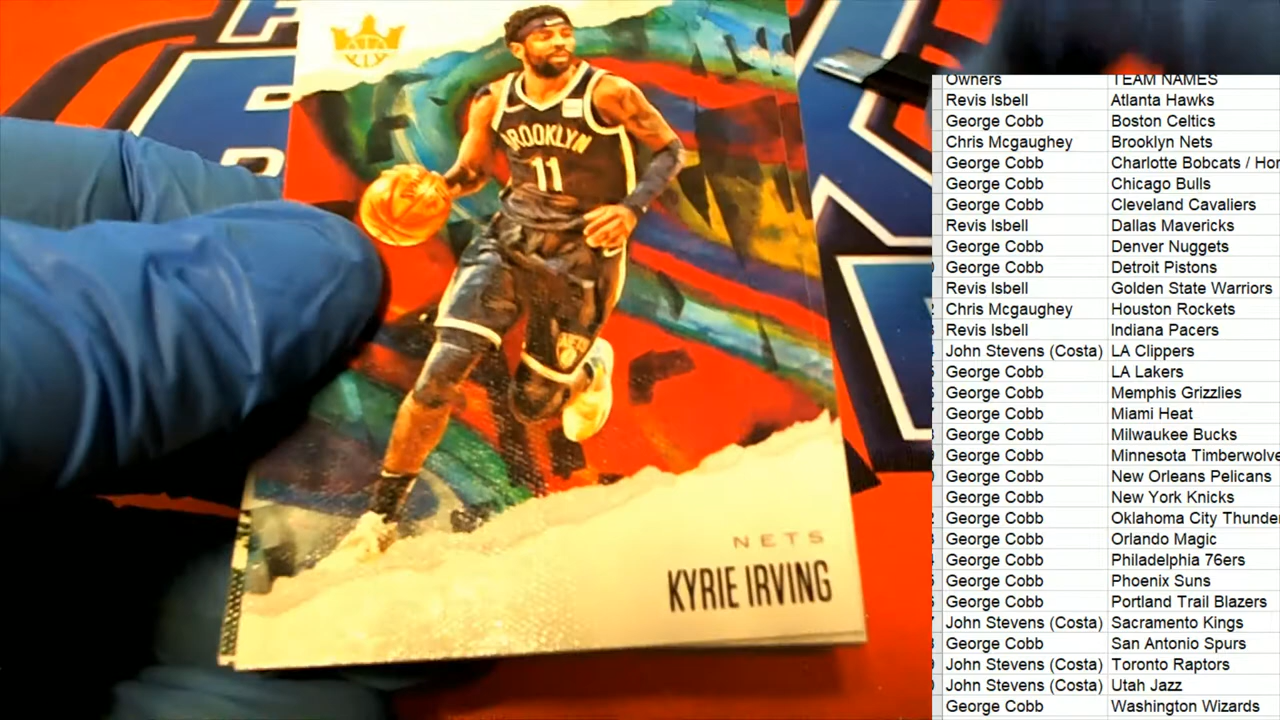 BROOKLYN
11
NETS
NETS
KYRIE IRVING
Owners TEAM NAMES
Revis Isbell Atlanta Hawks
George Cobb Boston Celtics
Chris Mcgaughey Brooklyn Nets
George Cobb Charlotte Bobcats / Hor
George Cobb Chicago Bulls
George Cobb Cleveland Cavaliers
Revis Isbell Dallas Mavericks
George Cobb Denver Nuggets
George Cobb Detroit Pistons
Revis Isbell Golden State Warriors
Chris Mcgaughey Houston Rockets
Revis Isbell Indiana Pacers
John Stevens (Costa) LA Clippers
George Cobb LA Lakers
George Cobb Memphis Grizzlies
George Cobb Miami Heat
George Cobb Milwaukee Bucks
George Cobb Minnesota Timberwolve
George Cobb New Orleans Pelicans
George Cobb New York Knicks
George Cobb Oklahoma City Thunder
George Cobb Orlando Magic
George Cobb Philadelphia 76ers
George Cobb Phoenix Suns
George Cobb Portland Trail Blazers
John Stevens (Costa) Sacramento Kings
George Cobb San Antonio Spurs
John Stevens (Costa) Toronto Raptors
John Stevens (Costa) Utah Jazz
George Cobb Washington Wizards